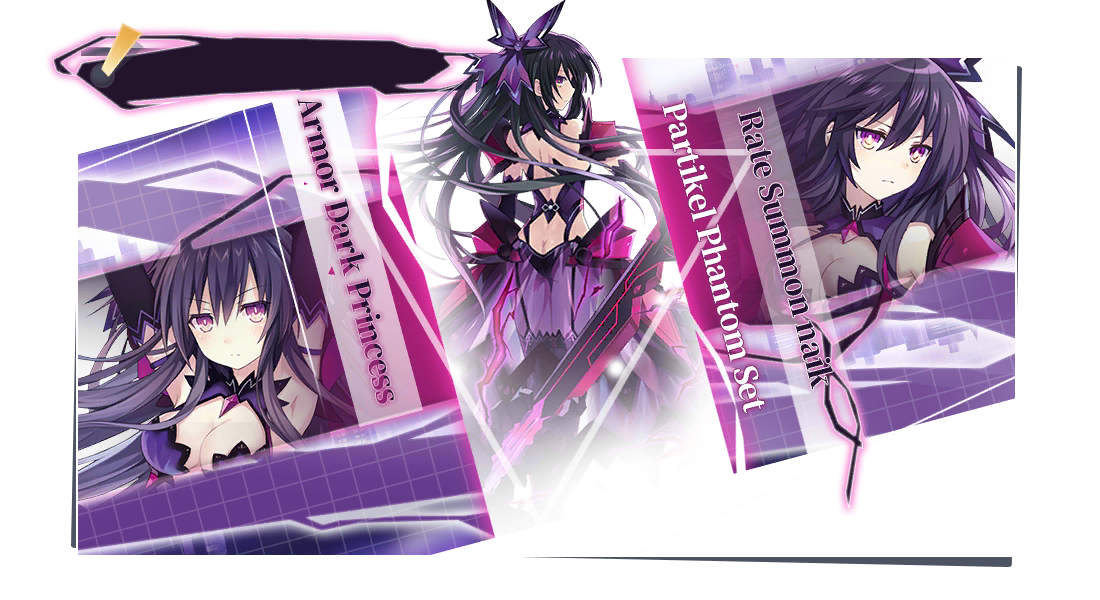 Armor Dark Princess
Rate Summon naik
Partikel Phantom Set